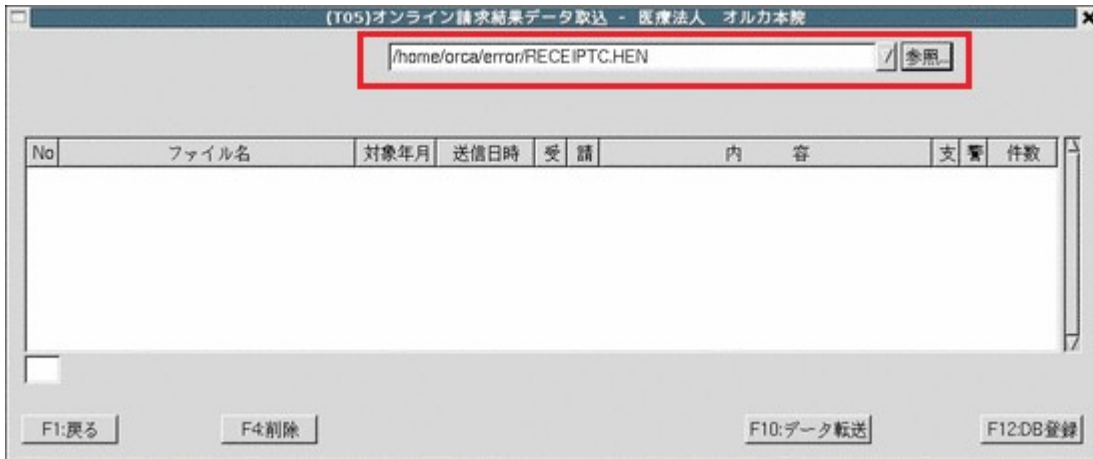 (T05)オンライン請求結果データ取込 - 医療法人　オルカ本院
/home/orca/error/RECEIPTC.HEN 参照...
No ファイル名 対象年月 送信日時 受 請 内　容 支 警 件数
F1:戻る F4:削除 F10:データ転送 F12:DB登録